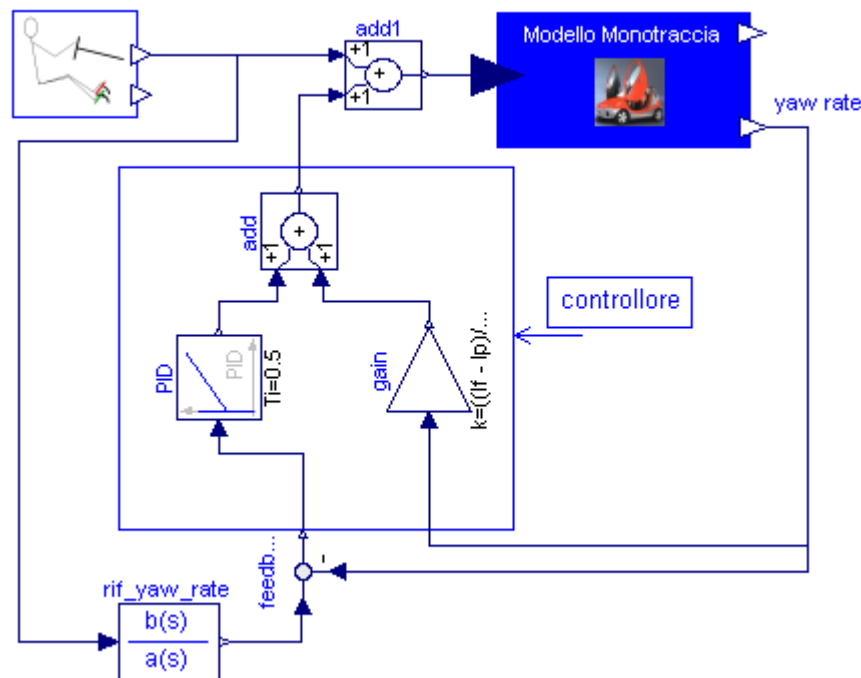 add1
+1
+
+1
Modello Monotraccia
yaw rate
add
+
+1
+1
controllore
PID
PID
Ti=0.5
gain
k=((lf - lp)/...
feedb...
-
rif_yaw_rate
b(s)
a(s)